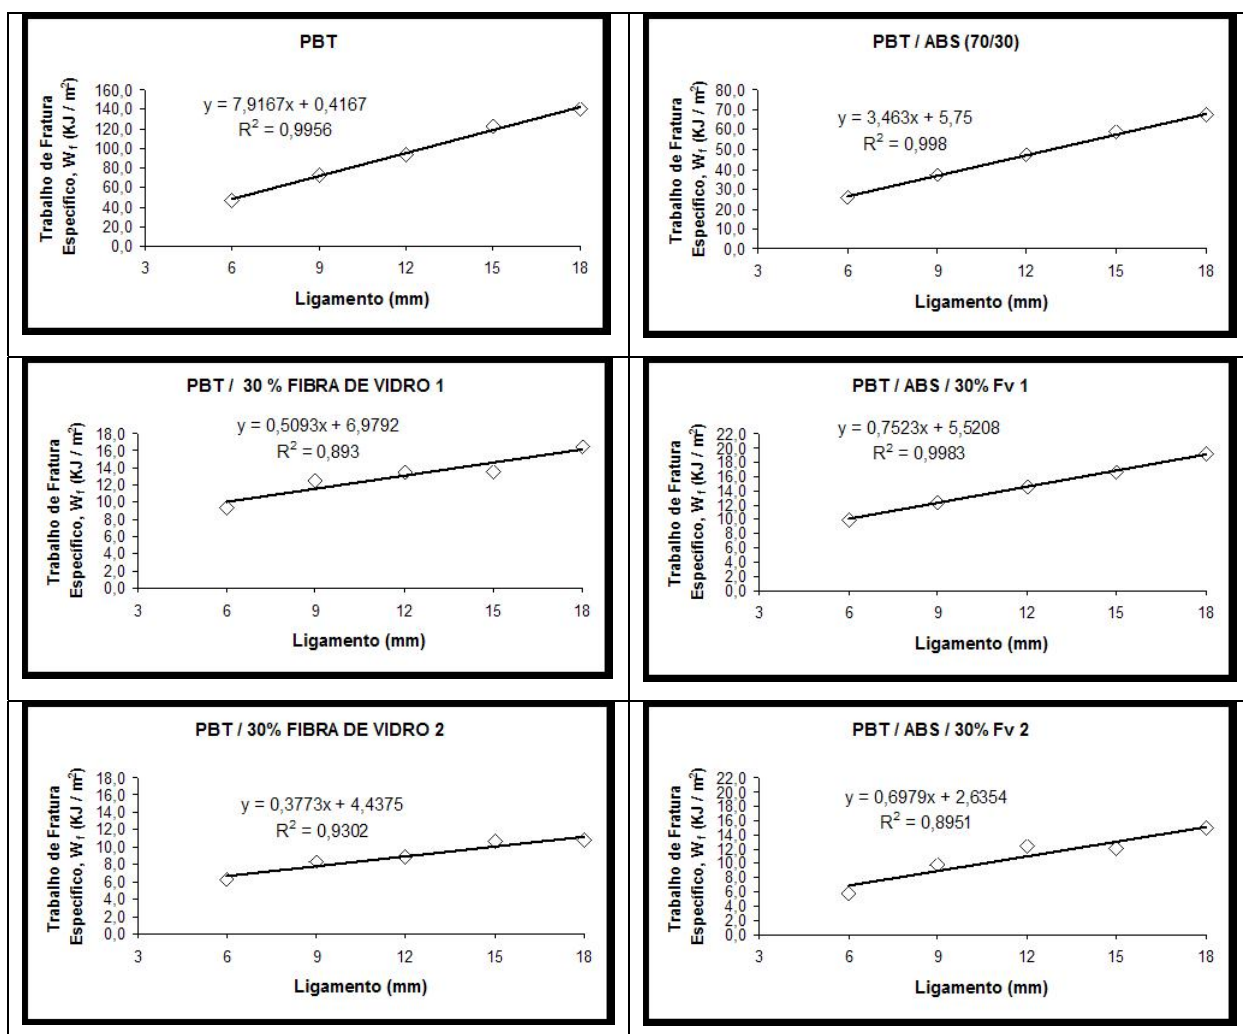 PBT
Trabalho de Fratura
Específico, W f (KJ / m²)
160,0
140,0
120,0
100,0
80,0
60,0
40,0
20,0
0,0
y = 7,9167x + 0,4167
R² = 0,9956
3 6 9 12 15 18
Ligamento (mm)
PBT / ABS (70/30)
Trabalho de Fratura
Específico, W f (KJ / m²)
80,0
70,0
60,0
50,0
40,0
30,0
20,0
10,0
0,0
y = 3,463x + 5,75
R² = 0,998
3 6 9 12 15 18
Ligamento (mm)
PBT / 30 % FIBRA DE VIDRO 1
Trabalho de Fratura
Específico, W f (KJ / m²)
18,0
16,0
14,0
12,0
10,0
8,0
6,0
4,0
2,0
0,0
y = 0,5093x + 6,9792
R² = 0,893
3 6 9 12 15 18
Ligamento (mm)
PBT / ABS / 30% Fv 1
Trabalho de Fratura
Específico, W f (KJ / m²)
22,0
20,0
18,0
16,0
14,0
12,0
10,0
8,0
6,0
4,0
2,0
0,0
y = 0,7523x + 5,5208
R² = 0,9983
3 6 9 12 15 18
Ligamento (mm)
PBT / 30% FIBRA DE VIDRO 2
Trabalho de Fratura
Específico, W f (KJ / m²)
18,0
16,0
14,0
12,0
10,0
8,0
6,0
4,0
2,0
0,0
y = 0,3773x + 4,4375
R² = 0,9302
3 6 9 12 15 18
Ligamento (mm)
PBT / ABS / 30% Fv 2
Trabalho de Fratura
Específico, W f (KJ / m²)
22,0
20,0
18,0
16,0
14,0
12,0
10,0
8,0
6,0
4,0
2,0
0,0
y = 0,6979x + 2,6354
R² = 0,8951
3 6 9 12 15 18
Ligamento (mm)